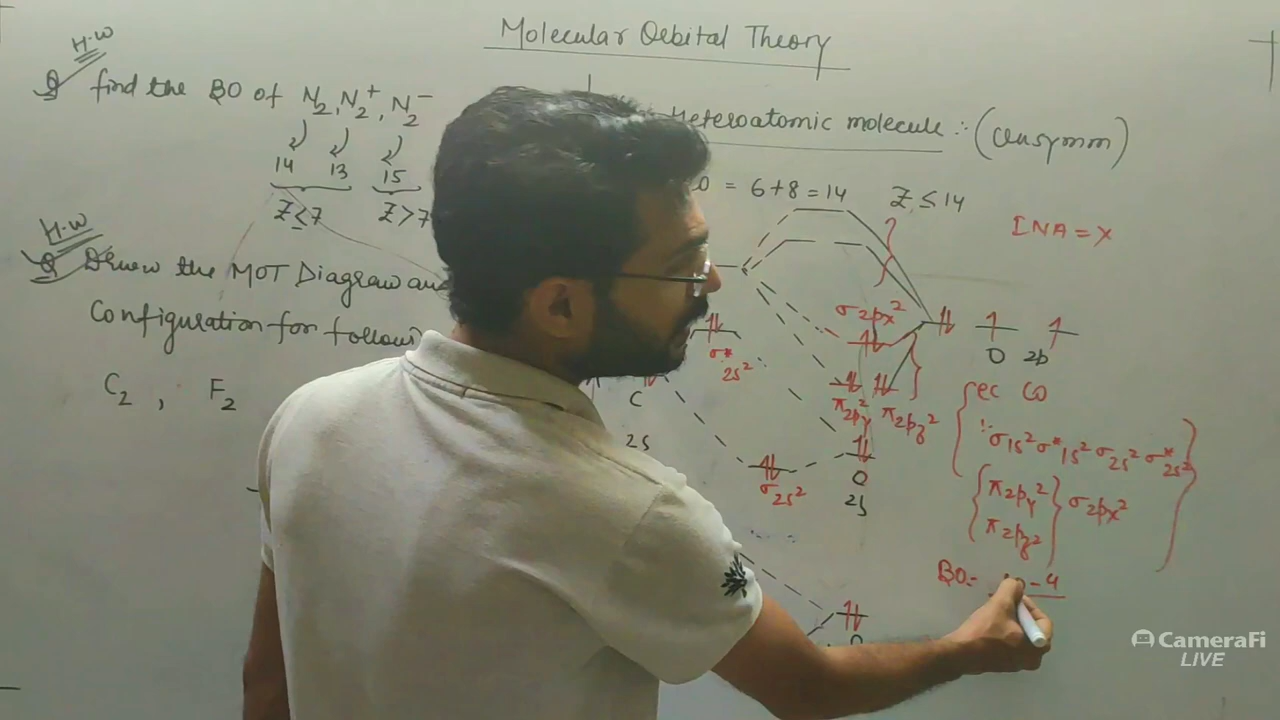 Molecular Orbital Theory
H.W
Q find the BO of N2, N2+, N2-
14 13 15
Z≤7 Z>7
H.W
Q Draw the MOT Diagram
Configuration for
C2, F2
Heteroatomic molecule :- (unsymm)
= 6+8=14 Z≤14
INA = X
σ2px²
σ*2s²
π2py² π2pz²
O 2p
C
2s
σ2s²
O
2s
EC CO
σ1s² σ*1s² σ2s² σ*2s²
π2py² σ2px²
π2pz²
BO= - 4
CameraFi
LIVE